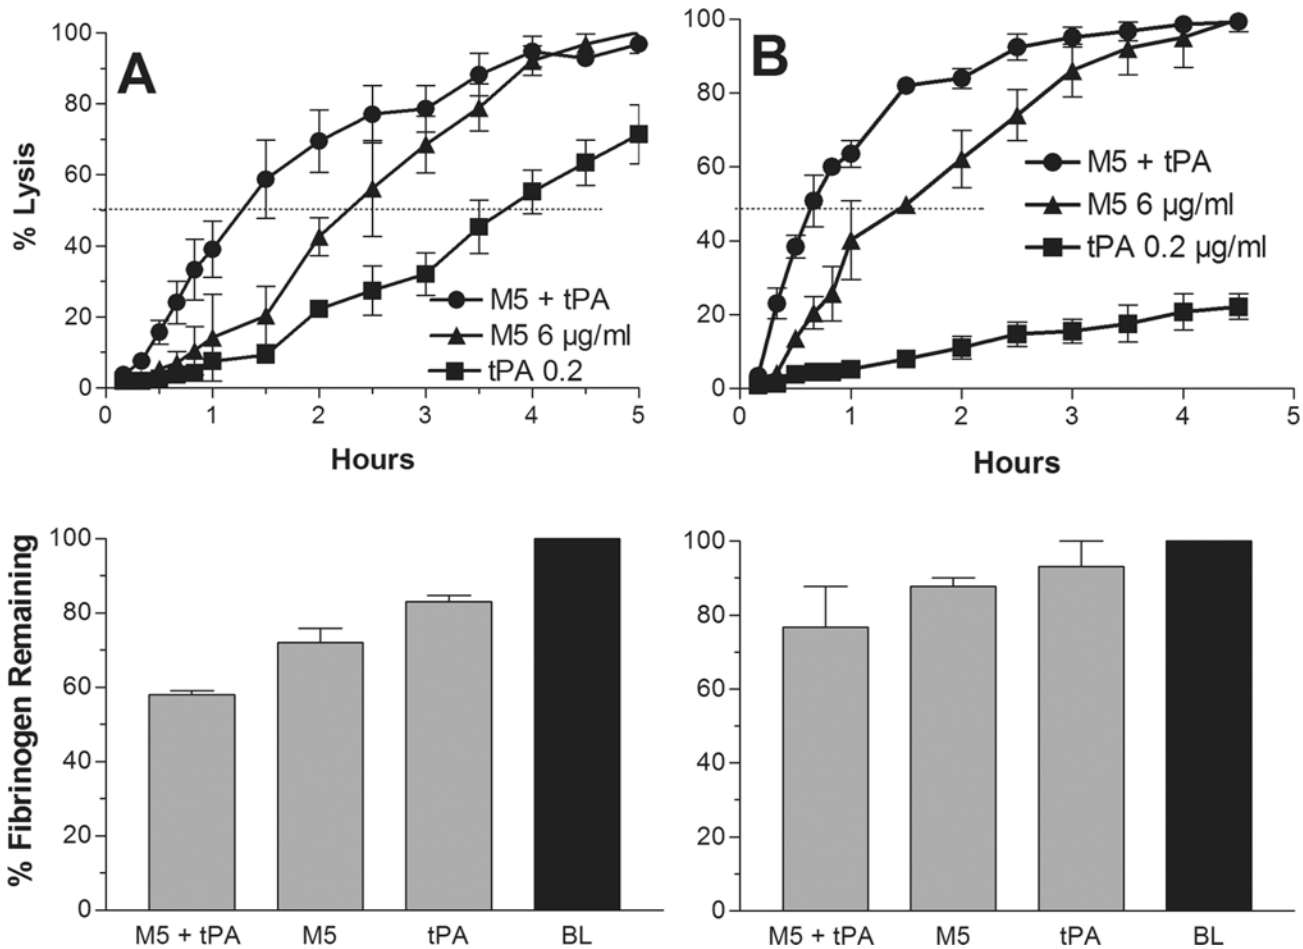 A
% Lysis
100
80
60
40
20
0
M5 + tPA
M5 6 µg/ml
tPA 0.2
0 1 2 3 4 5
Hours
B
100
80
60
40
20
0
M5 + tPA
M5 6 µg/ml
tPA 0.2 µg/ml
0 1 2 3 4 5
Hours
% Fibrinogen Remaining
100
80
60
40
20
0
M5 + tPA M5 tPA BL
100
80
60
40
20
0
M5 + tPA M5 tPA BL